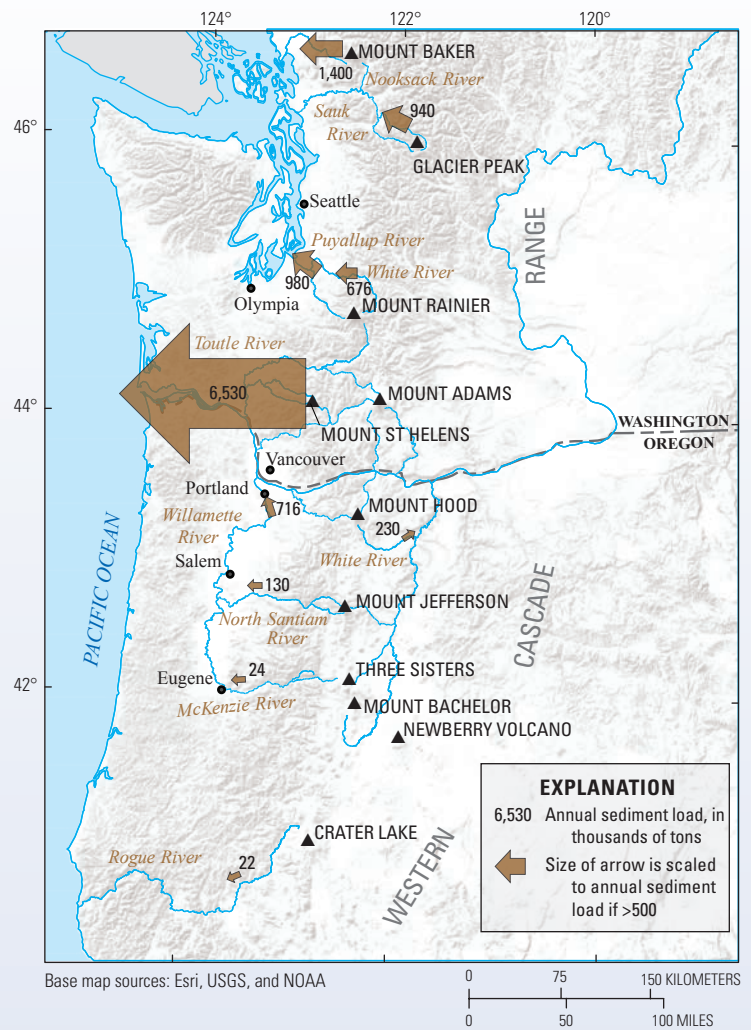 124°
122°
120°
46°
44°
42°
MOUNT BAKER
1,400
Nooksack River
Sauk
River
940
GLACIER PEAK
Seattle
RANGE
Puyallup River
White River
980
676
Olympia
MOUNT RAINIER
Toutle River
6,530
MOUNT ADAMS
MOUNT ST HELENS
WASHINGTON
OREGON
Vancouver
Portland
716
MOUNT HOOD
Willamette
River
230
White River
PACIFIC OCEAN
Salem
130
MOUNT JEFFERSON
North Santiam
River
CASCADE
24
THREE SISTERS
Eugene
McKenzie River
MOUNT BACHELOR
NEWBERRY VOLCANO
CRATER LAKE
WESTERN
Rogue River
22
EXPLANATION
6,530 Annual sediment load, in
thousands of tons
Size of arrow is scaled
to annual sediment
load if >500
Base map sources: Esri, USGS, and NOAA
0 75 150 KILOMETERS
0 50 100 MILES